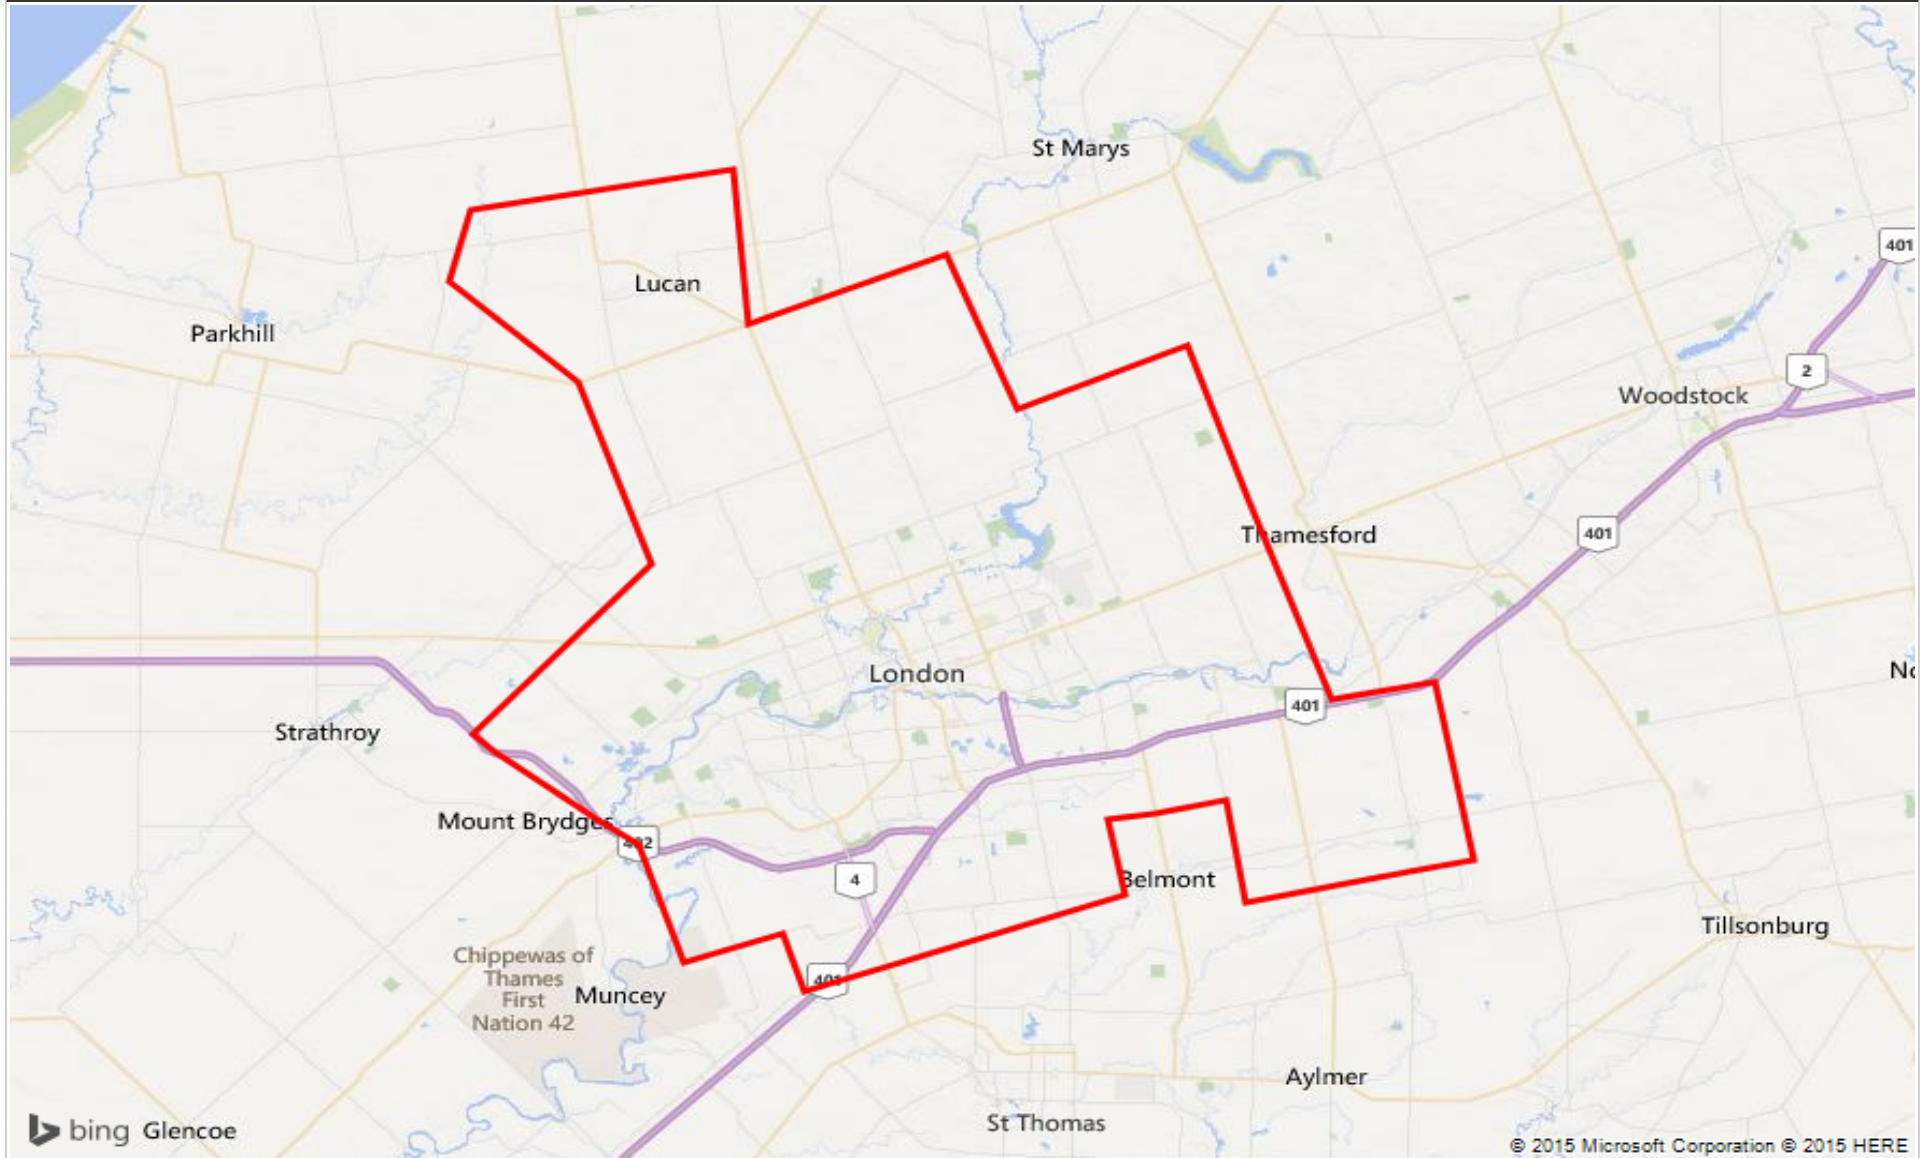 St Marys
401
Lucan
Parkhill
2
Woodstock
Thamesford
401
London
401
Strathroy
Mount Brydges
402
4
Belmont
Tillsonburg
Chippewas of
Thames
First
Nation 42
Muncey
401
Aylmer
St Thomas
bing
Glencoe
© 2015 Microsoft Corporation © 2015 HERE